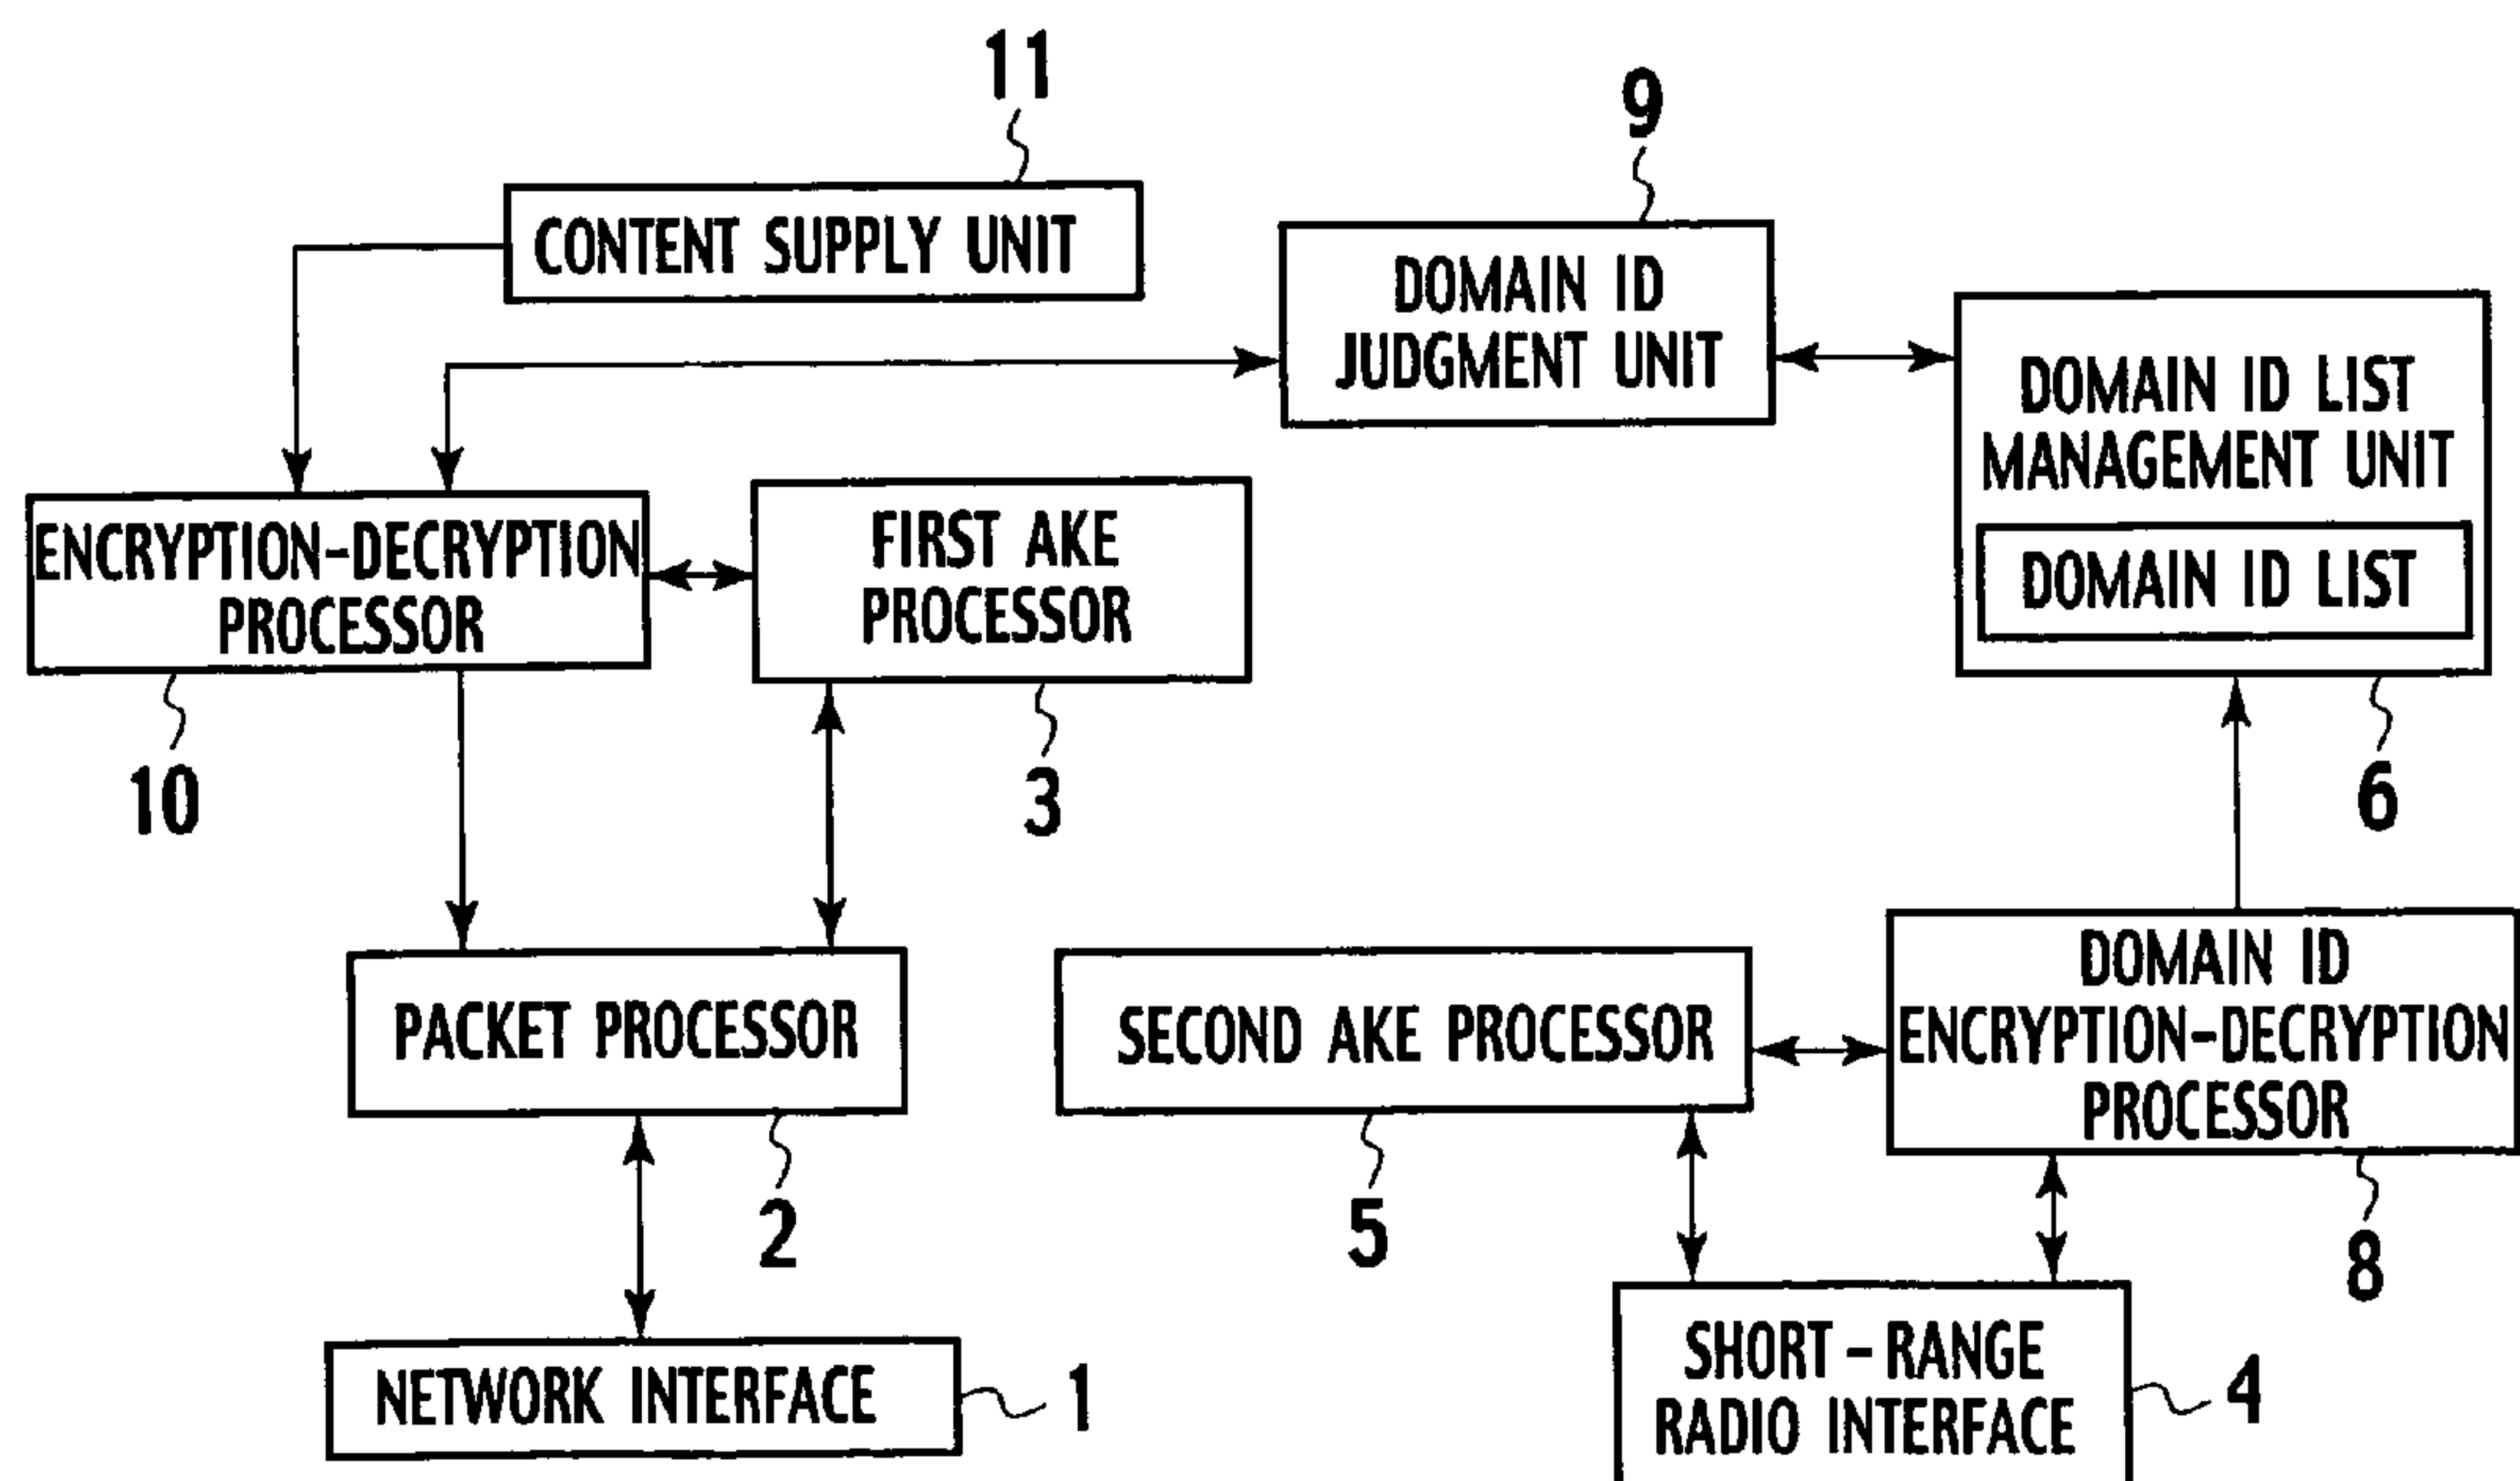 11
9
CONTENT SUPPLY UNIT
DOMAIN ID
JUDGMENT UNIT
DOMAIN ID LIST
MANAGEMENT UNIT
DOMAIN ID LIST
6
ENCRYPTION-DECRYPTION
PROCESSOR
10
FIRST AKE
PROCESSOR
3
PACKET PROCESSOR
2
SECOND AKE PROCESSOR
5
DOMAIN ID
ENCRYPTION-DECRYPTION
PROCESSOR
8
NETWORK INTERFACE
1
SHORT-RANGE
RADIO INTERFACE
4